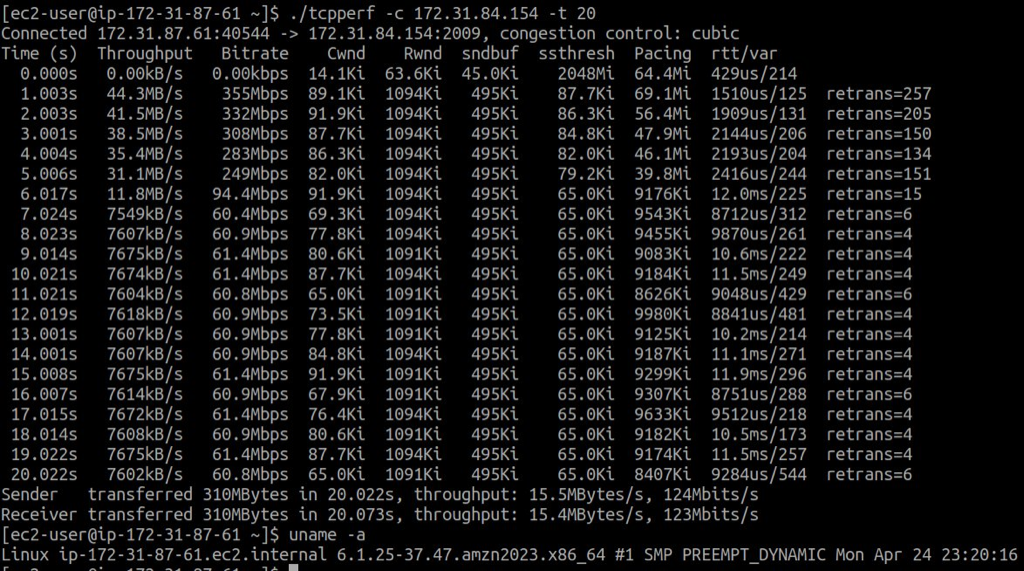 [ec2-user@ip-172-31-87-61 ~]$ ./tcpperf -c 172.31.84.154 -t 20
Connected 172.31.87.61:40544 -> 172.31.84.154:2009, congestion control: cubic
Time (s) Throughput Bitrate Cwnd Rwnd sndbuf ssthresh Pacing rtt/var
0.000s 0.00kB/s 0.00kbps 14.1Ki 63.6Ki 45.0Ki 2048Mi 64.4Mi 429us/214
1.003s 44.3MB/s 355Mbps 89.1Ki 1094Ki 495Ki 87.7Ki 69.1Mi 1510us/125 retrans=257
2.003s 41.5MB/s 332Mbps 91.9Ki 1094Ki 495Ki 86.3Ki 56.4Mi 1909us/131 retrans=205
3.001s 38.5MB/s 308Mbps 87.7Ki 1094Ki 495Ki 84.8Ki 47.9Mi 2144us/206 retrans=150
4.004s 35.4MB/s 283Mbps 86.3Ki 1094Ki 495Ki 82.0Ki 46.1Mi 2193us/204 retrans=134
5.006s 31.1MB/s 249Mbps 82.0Ki 1094Ki 495Ki 79.2Ki 39.8Mi 2416us/244 retrans=151
6.017s 11.8MB/s 94.4Mbps 91.9Ki 1094Ki 495Ki 65.0Ki 9176Ki 12.0ms/225 retrans=15
7.024s 7549kB/s 60.4Mbps 69.3Ki 1094Ki 495Ki 65.0Ki 9543Ki 8712us/312 retrans=6
8.023s 7607kB/s 60.9Mbps 77.8Ki 1094Ki 495Ki 65.0Ki 9455Ki 9870us/261 retrans=4
9.014s 7675kB/s 61.4Mbps 80.6Ki 1091Ki 495Ki 65.0Ki 9083Ki 10.6ms/222 retrans=4
10.021s 7674kB/s 61.4Mbps 87.7Ki 1094Ki 495Ki 65.0Ki 9184Ki 11.5ms/249 retrans=4
11.021s 7604kB/s 60.8Mbps 65.0Ki 1091Ki 495Ki 65.0Ki 8626Ki 9048us/429 retrans=6
12.019s 7618kB/s 60.9Mbps 73.5Ki 1091Ki 495Ki 65.0Ki 9980Ki 8841us/481 retrans=4
13.001s 7607kB/s 60.9Mbps 77.8Ki 1091Ki 495Ki 65.0Ki 9125Ki 10.2ms/214 retrans=4
14.001s 7607kB/s 60.9Mbps 84.8Ki 1094Ki 495Ki 65.0Ki 9187Ki 11.1ms/271 retrans=4
15.008s 7675kB/s 61.4Mbps 91.9Ki 1091Ki 495Ki 65.0Ki 9299Ki 11.9ms/296 retrans=4
16.007s 7614kB/s 60.9Mbps 67.9Ki 1091Ki 495Ki 65.0Ki 9307Ki 8751us/288 retrans=6
17.015s 7672kB/s 61.4Mbps 76.4Ki 1094Ki 495Ki 65.0Ki 9633Ki 9512us/218 retrans=4
18.014s 7608kB/s 60.9Mbps 80.6Ki 1091Ki 495Ki 65.0Ki 9182Ki 10.5ms/173 retrans=4
19.022s 7675kB/s 61.4Mbps 87.7Ki 1094Ki 495Ki 65.0Ki 9174Ki 11.5ms/257 retrans=4
20.022s 7602kB/s 60.8Mbps 65.0Ki 1091Ki 495Ki 65.0Ki 8407Ki 9284us/544 retrans=6
Sender transferred 310MBytes in 20.022s, throughput: 15.5MBytes/s, 124Mbits/s
Receiver transferred 310MBytes in 20.073s, throughput: 15.4MBytes/s, 123Mbits/s
[ec2-user@ip-172-31-87-61 ~]$ uname -a
Linux ip-172-31-87-61.ec2.internal 6.1.25-37.47.amzn2023.x86_64 #1 SMP PREEMPT_DYNAMIC Mon Apr 24 23:20:16
[ec2-user@ip-172-31-87-61 ~]$